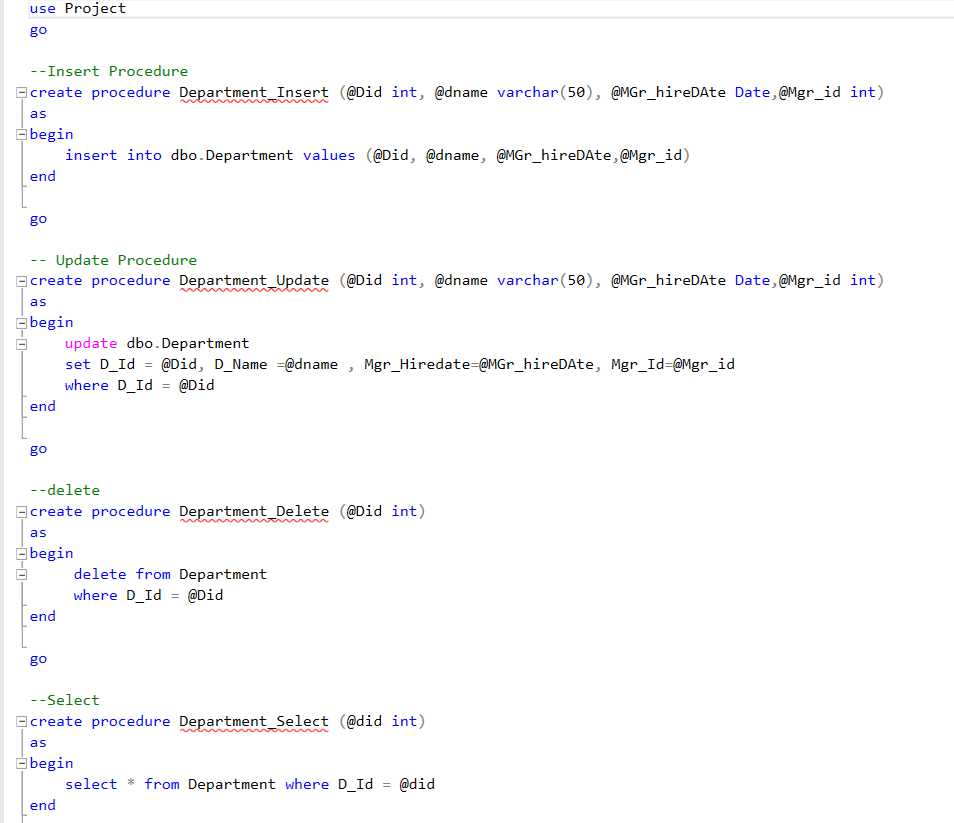 use Project
go
--Insert Procedure
create procedure Department_Insert (@Did int, @dname varchar(50), @MGr_hireDAte Date,@Mgr_id int)
as
begin
insert into dbo.Department values (@Did, @dname, @MGr_hireDAte,@Mgr_id)
end
go
-- Update Procedure
create procedure Department_Update (@Did int, @dname varchar(50), @MGr_hireDAte Date,@Mgr_id int)
as
begin
update dbo.Department
set D_Id = @Did, D_Name =@dname , Mgr_Hiredate=@MGr_hireDAte, Mgr_Id=@Mgr_id
where D_Id = @Did
end
go
--delete
create procedure Department_Delete (@Did int)
as
begin
delete from Department
where D_Id = @Did
end
go
--Select
create procedure Department_Select (@did int)
as
begin
select * from Department where D_Id = @did
end